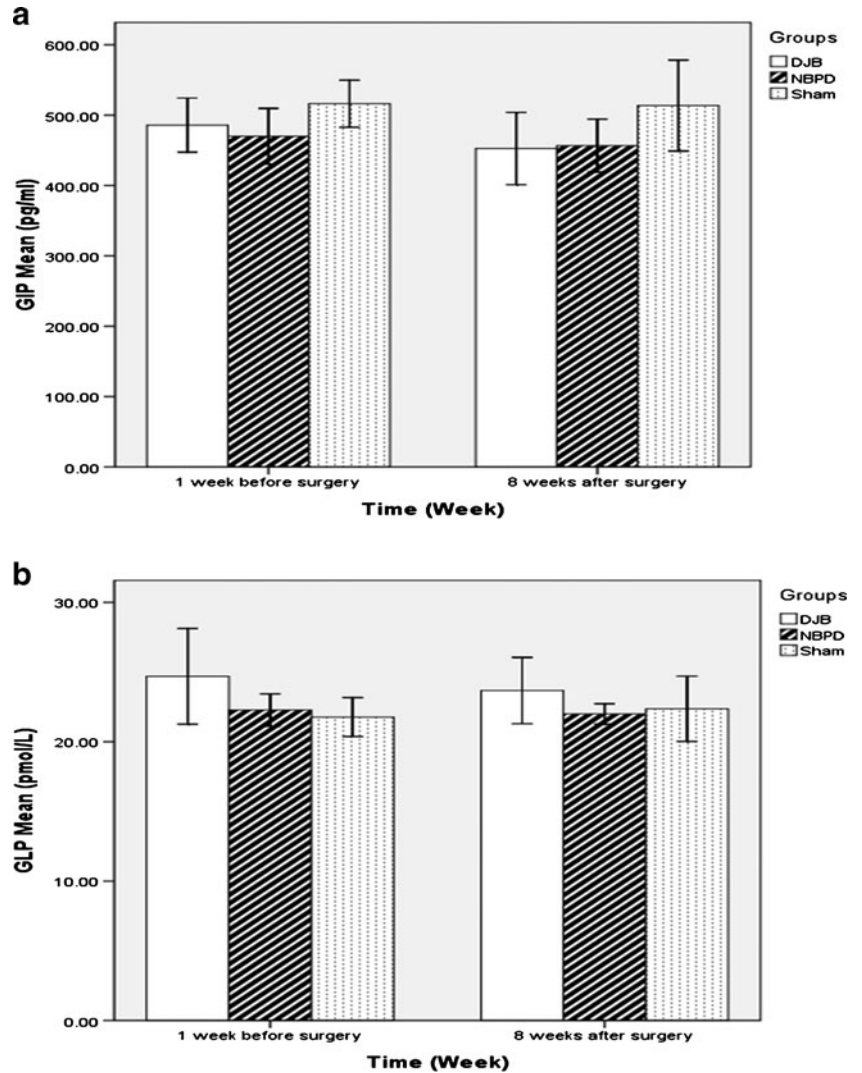 a
GIP Mean (pg/ml)
600.00
500.00
400.00
300.00
200.00
100.00
0.00
1 week before surgery
8 weeks after surgery
Time (Week)
Groups
DJB
NBPD
Sham
b
GLP Mean (pmol/L)
30.00
20.00
10.00
0.00
1 week before surgery
8 weeks after surgery
Time (Week)
Groups
DJB
NBPD
Sham